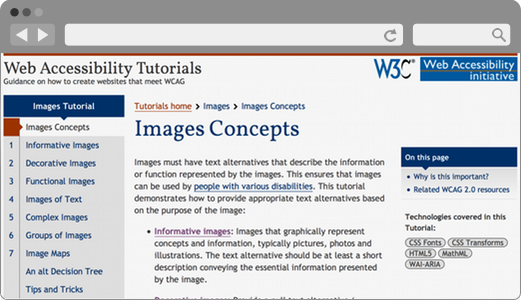 Web Accessibility Tutorials
Guidance on how to create websites that meet WCAG
W3C® Web Accessibility
initiative
Images Tutorial
Images Concepts
1 Informative Images
2 Decorative Images
3 Functional Images
4 Images of Text
5 Complex Images
6 Groups of Images
7 Image Maps
An alt Decision Tree
Tips and Tricks
Tutorials home > Images > Images Concepts
Images Concepts
Images must have text alternatives that describe the information
or function represented by the images. This ensures that images
can be used by people with various disabilities. This tutorial
demonstrates how to provide appropriate text alternatives based
on the purpose of the image:
• Informative Images: Images that graphically represent
concepts and information, typically pictures, photos and
illustrations. The text alternative should be at least a short
description conveying the essential information presented
by the image.
On this page
• Why is this important?
• Related WCAG 2.0 resources
Technologies covered in this
Tutorial:
CSS Fonts CSS Transforms
HTML5 MathML
WAI-ARIA